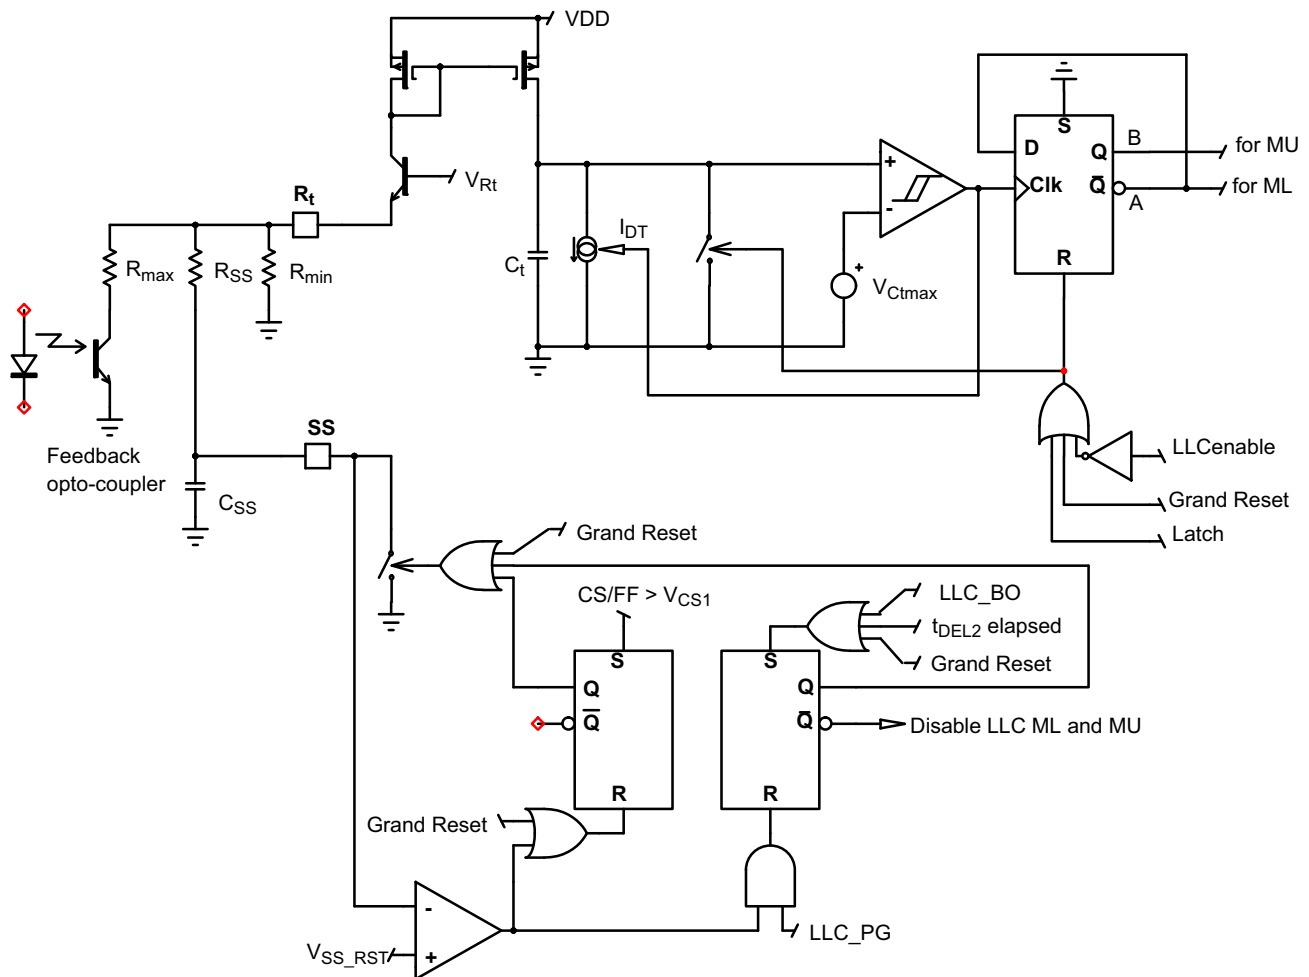 VDD
S
D
Q
B
for MU
Clk
Q
A
for ML
R
VRt
Rt
IDT
Rmax
RSS
Rmin
Ct
VCtmax
+
-
+
LLCenable
Grand Reset
Latch
SS
Feedback
opto-coupler
CSS
Grand Reset
CS/FF > VCS1
LLC_BO
tDEL2 elapsed
Grand Reset
S
Q
Q
R
S
Q
Q
R
Disable LLC ML and MU
Grand Reset
-
+
VSS_RST
LLC_PG